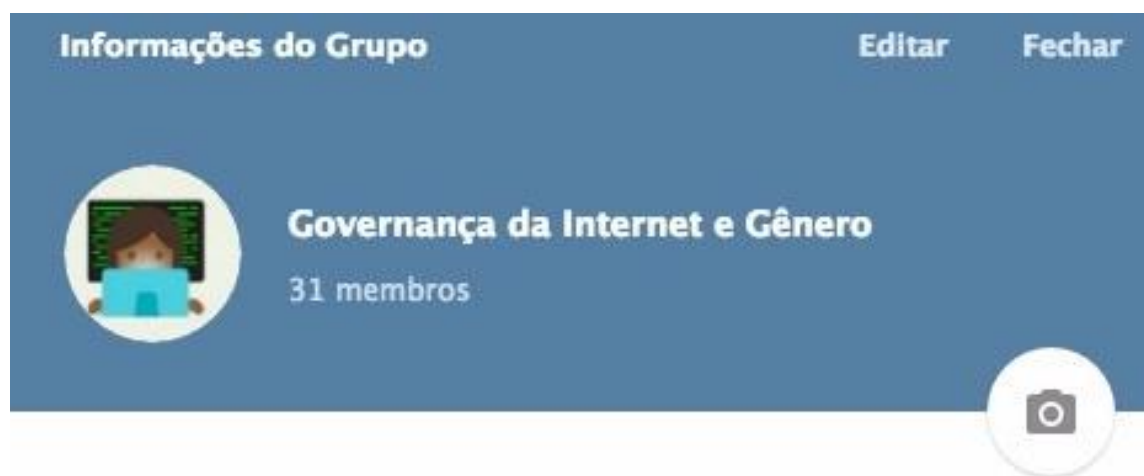 Informações do Grupo Editar Fechar
Governança da Internet e Gênero
31 membros